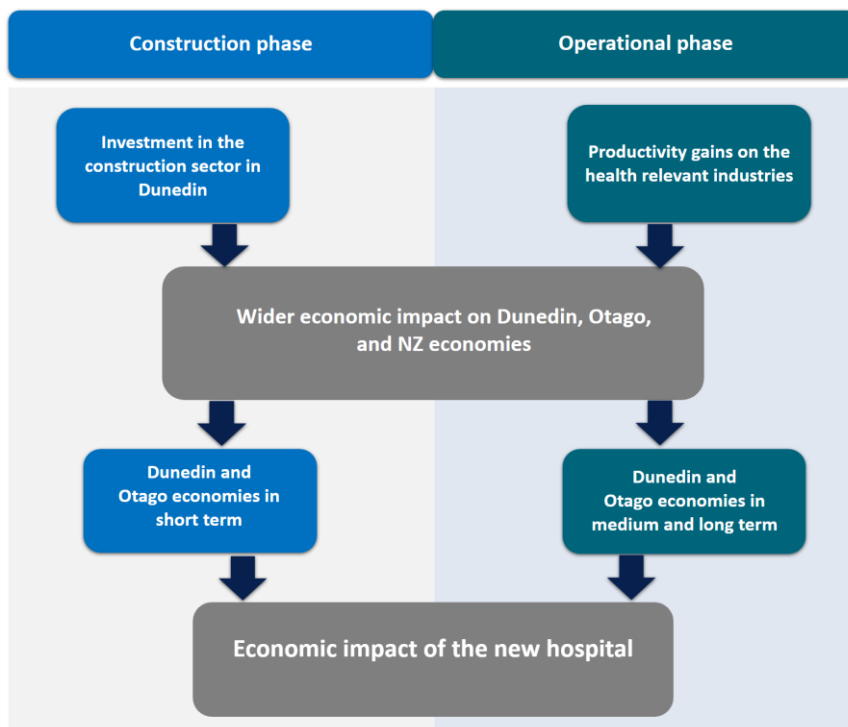 Construction phase
Operational phase
Investment in the
construction sector in
Dunedin
Productivity gains on the
health relevant industries
Wider economic impact on Dunedin, Otago,
and NZ economies
Dunedin and
Otago economies in
short term
Dunedin and
Otago economies in
medium and long term
Economic impact of the new hospital